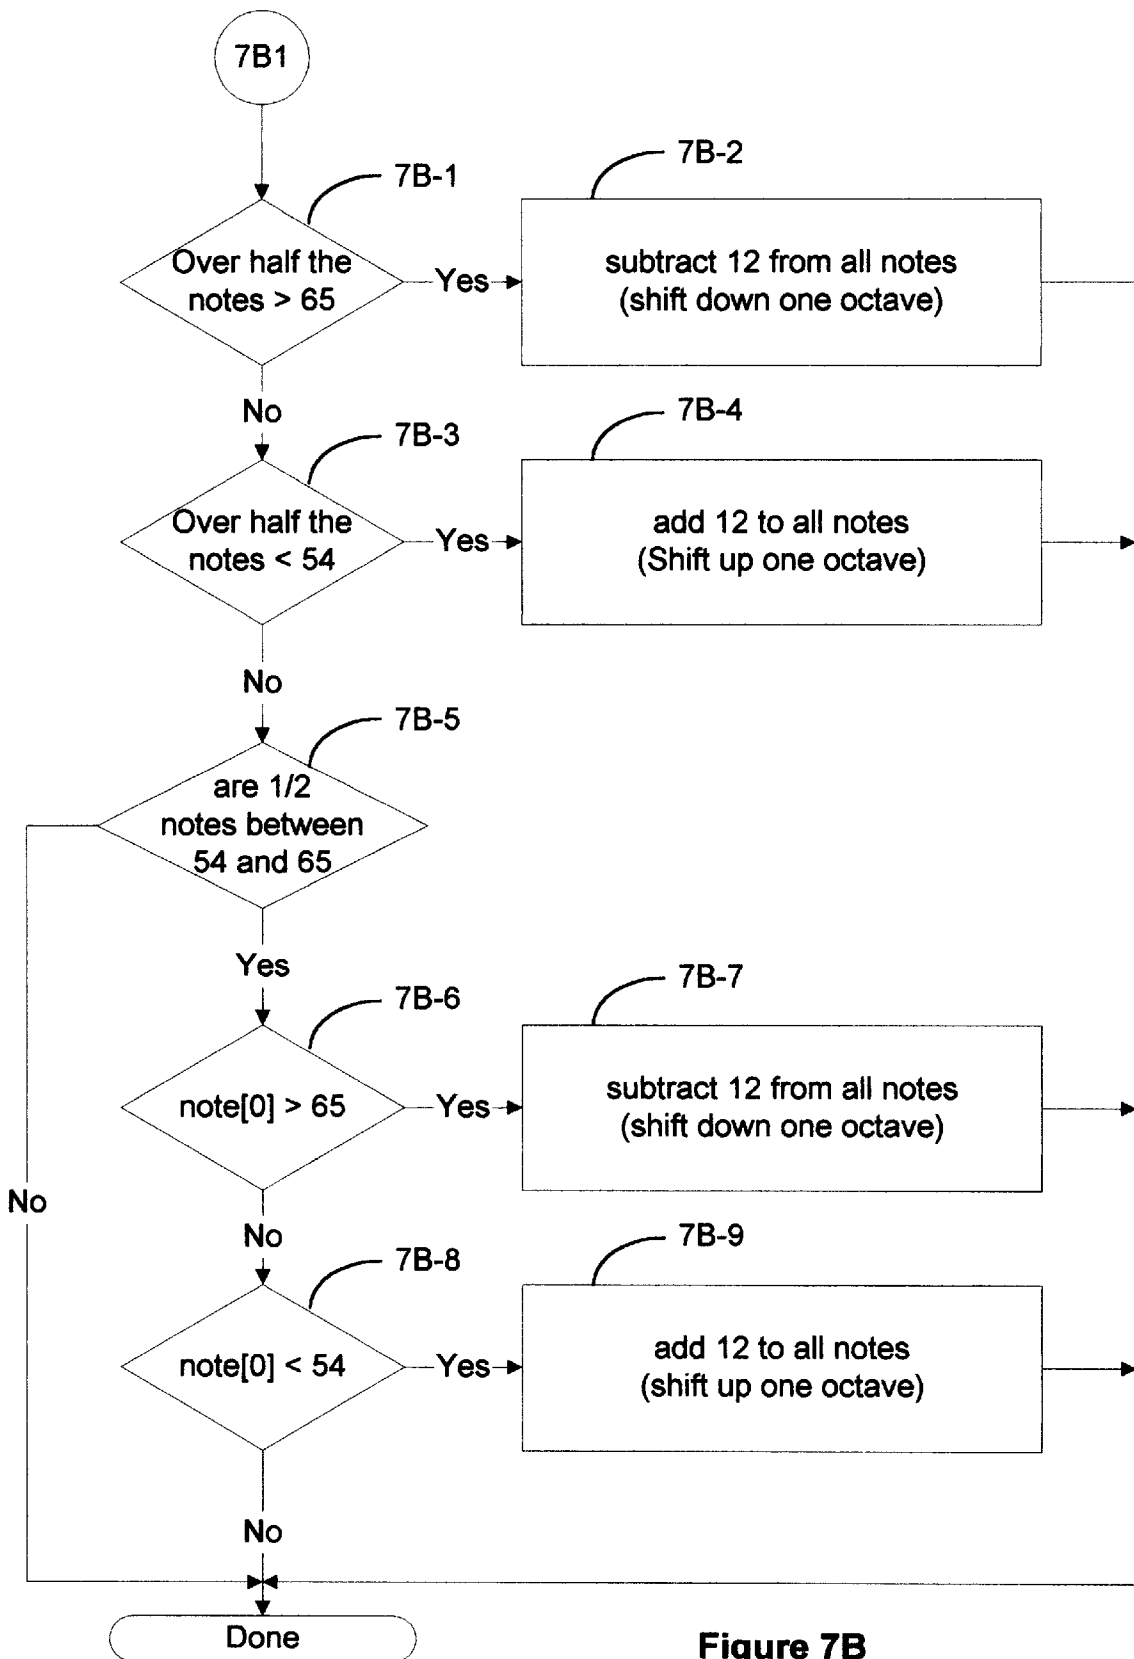 7B1
7B-1
7B-2
Over half the
notes > 65
Yes
subtract 12 from all notes
(shift down one octave)
No
7B-3
7B-4
Over half the
notes < 54
Yes
add 12 to all notes
(Shift up one octave)
No
7B-5
are 1/2
notes between
54 and 65
Yes
7B-6
7B-7
note[0] > 65
Yes
subtract 12 from all notes
(shift down one octave)
No
No
7B-8
7B-9
note[0] < 54
Yes
add 12 to all notes
(shift up one octave)
No
Done
Figure 7B